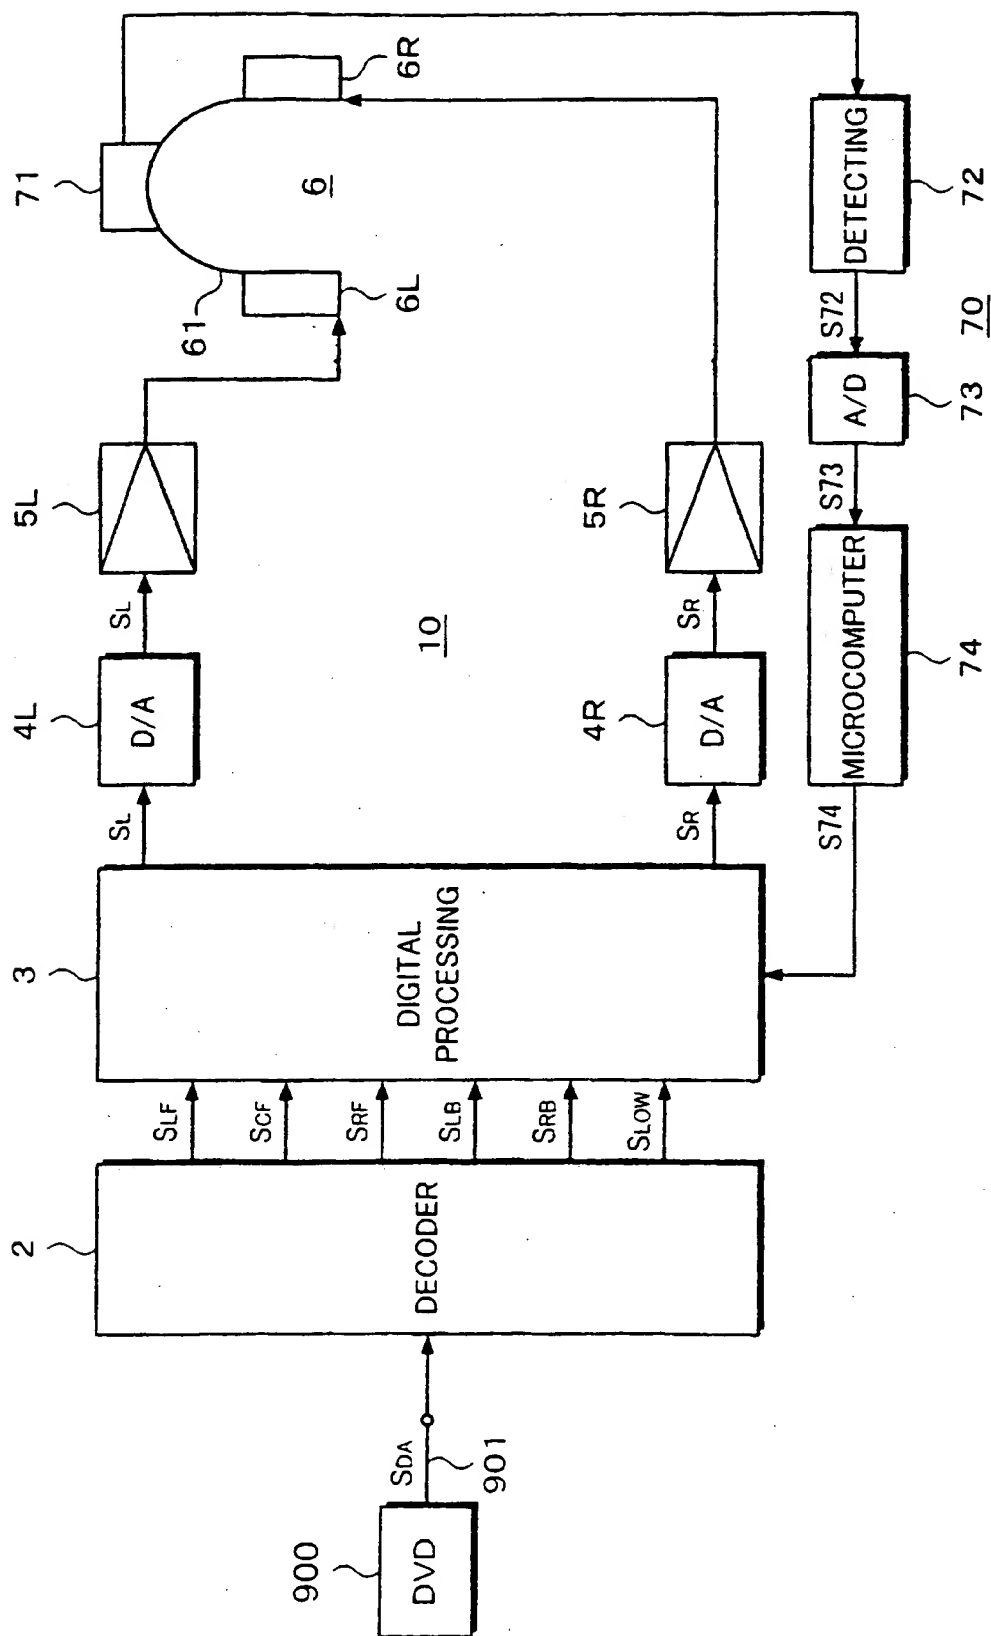 900
DVD
SDA
901
2
DECODER
SLF
SCF
SRF
SLB
SRB
SLOW
3
DIGITAL
PROCESSING
SL
SR
4L
D/A
4R
D/A
SL
SR
10
5L
5R
61
6L
6
6R
71
DETECTING
72
S72
70
A/D
73
S73
MICROCOMPUTER
74
S74